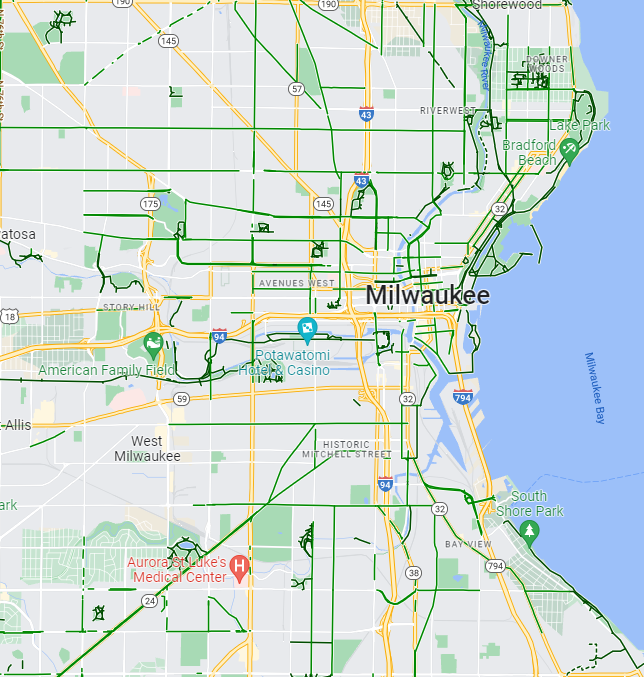 190
190
Shorewood
Milwaukee River
145
DOWNER
WOODS
57
43
RIVERWEST
Lake Park
Bradford
Beach
43
175
145
32
atosa
AVENUES WEST
Milwaukee
STORY HILL
18
94
American Family Field
Potawatomi
Hotel & Casino
Milwaukee Bay
59
32
794
t Allis
West
Milwaukee
HISTORIC
MITCHELL STREET
94
South
Shore Park
ark
32
BAY VIEW
Aurora St Luke's
Medical Center
H
794
38
24